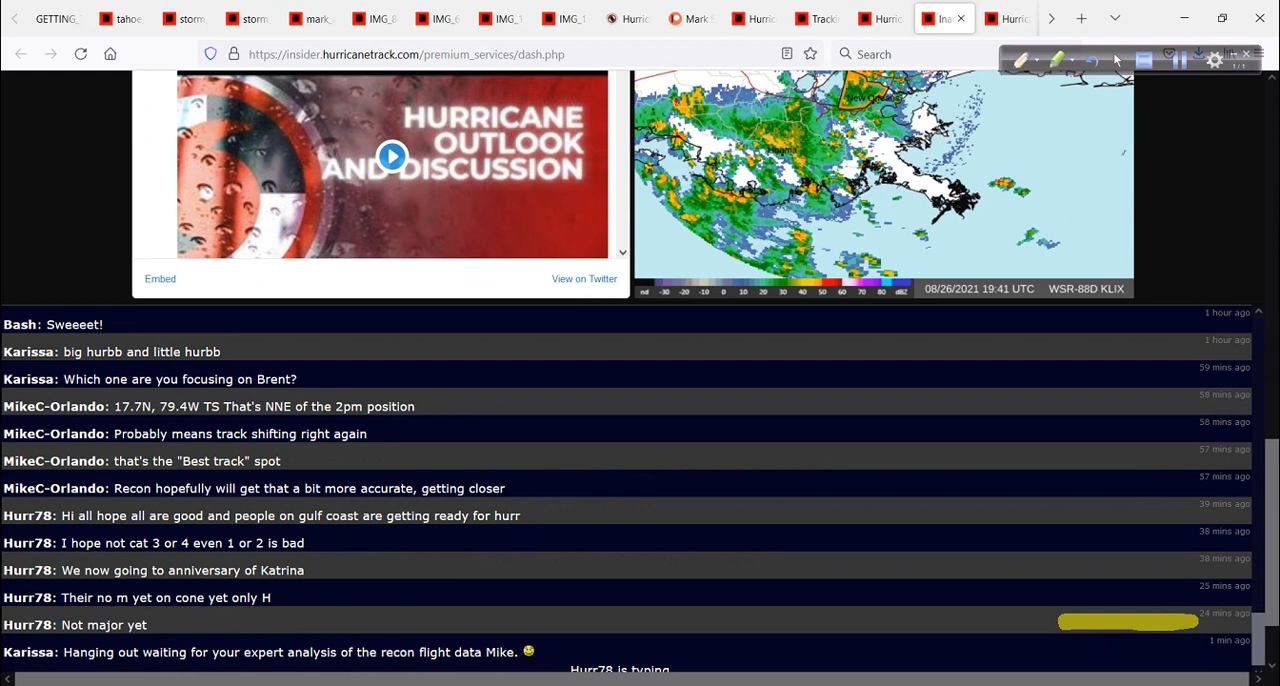 GETTING_
tahoe_
storm_
storm_
mark_
IMG_8
IMG_6
IMG_1
IMG_1
Hurric
Mark S
Hurric
Trackin
Hurric
Ina
Hurric
https://insider.hurricanetrack.com/premium_services/dash.php
Search
1/1
HURRICANE
OUTLOOK
AND DISCUSSION
Embed
View on Twitter
New Orleans
Houma
nd -30 -20 -10 0 10 20 30 40 50 60 70 80 dBZ
08/26/2021 19:41 UTC WSR-88D KLIX
1 hour ago
Bash: Sweeeet!
1 hour ago
Karissa: big hurbb and little hurbb
59 mins ago
Karissa: Which one are you focusing on Brent?
58 mins ago
MikeC-Orlando: 17.7N, 79.4W TS That's NNE of the 2pm position
58 mins ago
MikeC-Orlando: Probably means track shifting right again
57 mins ago
MikeC-Orlando: that's the "Best track" spot
57 mins ago
MikeC-Orlando: Recon hopefully will get that a bit more accurate, getting closer
39 mins ago
Hurr78: Hi all hope all are good and people on gulf coast are getting ready for hurr
38 mins ago
Hurr78: I hope not cat 3 or 4 even 1 or 2 is bad
38 mins ago
Hurr78: We now going to anniversary of Katrina
25 mins ago
Hurr78: Their no m yet on cone yet only H
24 mins ago
Hurr78: Not major yet
1 min ago
Karissa: Hanging out waiting for your expert analysis of the recon flight data Mike.
Hurr78 is typing